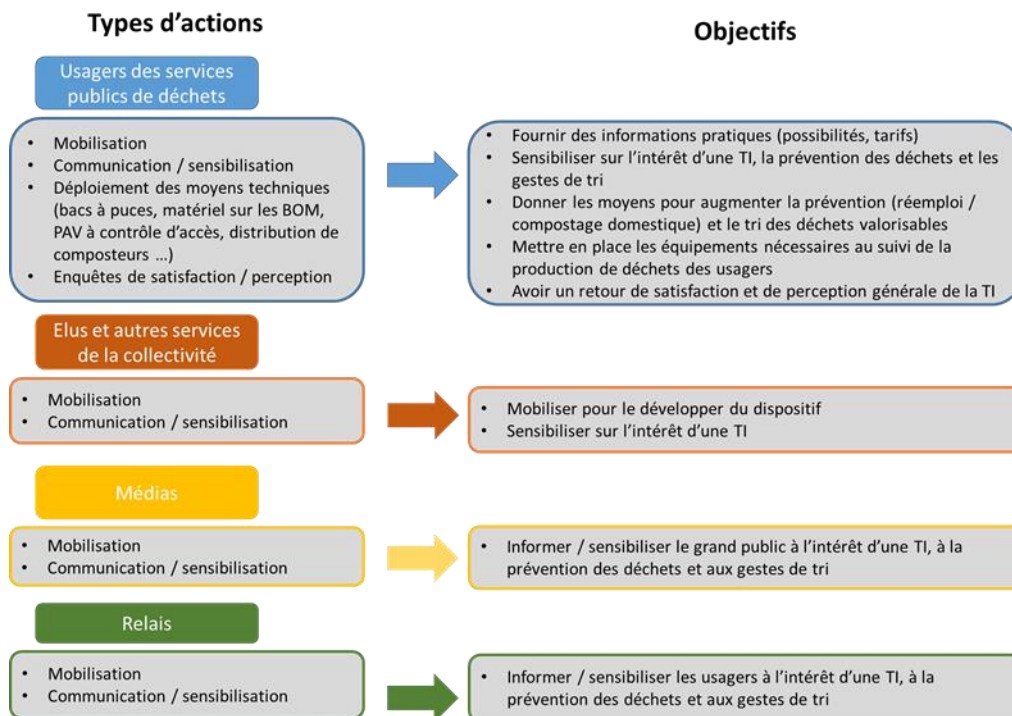 Types d'actions
Objectifs
Usagers des services
publics de déchets
• Mobilisation
• Communication / sensibilisation
• Déploiement des moyens techniques
(bacs à puces, matériel sur les BOM,
PAV à contrôle d'accès, distribution de
composteurs ...)
• Enquêtes de satisfaction / perception
• Fournir des informations pratiques (possibilités, tarifs)
• Sensibiliser sur l'intérêt d'une TI, la prévention des déchets et les
gestes de tri
• Donner les moyens pour augmenter la prévention (réemploi /
compostage domestique) et le tri des déchets valorisables
• Mettre en place les équipements nécessaires au suivi de la
production de déchets des usagers
• Avoir un retour de satisfaction et de perception générale de la TI
Elus et autres services
de la collectivité
• Mobilisation
• Communication / sensibilisation
• Mobiliser pour le développer du dispositif
• Sensibiliser sur l'intérêt d'une TI
Médias
• Mobilisation
• Communication / sensibilisation
• Informer / sensibiliser le grand public à l'intérêt d'une TI, à la
prévention des déchets et aux gestes de tri
Relais
• Mobilisation
• Communication / sensibilisation
• Informer / sensibiliser les usagers à l'intérêt d'une TI, à la
prévention des déchets et aux gestes de tri